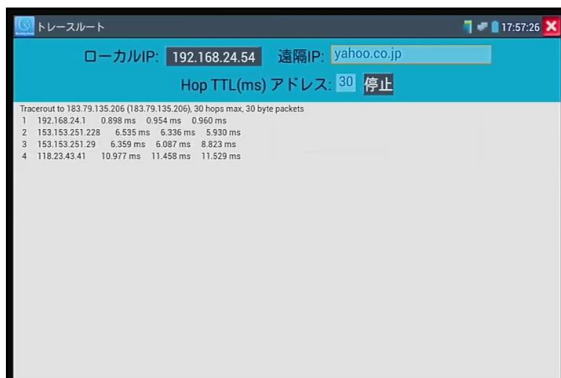 トレースルート 17:57:26
ローカルIP: 192.168.24.54 遠隔IP: yahoo.co.jp
Hop TTL(ms) アドレス: 30 停止
Tracerout to 183.79.135.206 (183.79.135.206), 30 hops max, 30 byte packets
1 192.168.24.1 0.898 ms 0.954 ms 0.960 ms
2 153.153.251.228 6.535 ms 6.336 ms 5.930 ms
3 153.153.251.29 6.359 ms 6.087 ms 8.823 ms
4 118.23.43.41 10.977 ms 11.458 ms 11.529 ms